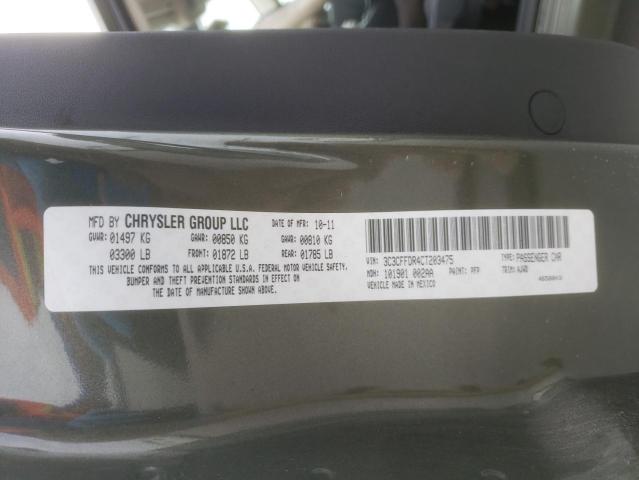 MFD BY CHRYSLER GROUP LLC DATE OF MFR: 10-11
GVWR: 01497 KG GAWR: 00850 KG GAWR: 00810 KG
03300 LB FRONT: 01872 LB REAR: 01785 LB
THIS VEHICLE CONFORMS TO ALL APPLICABLE U.S.A. FEDERAL MOTOR VEHICLE SAFETY,
BUMPER AND THEFT PREVENTION STANDARDS IN EFFECT ON
THE DATE OF MANUFACTURE SHOWN ABOVE.
VIN: 3C3CFFDR4CT203475 TYPE: PASSENGER CAR
MDH: 101901 002AA PAINT: PFP TRIM:
VEHICLE MADE IN MEXICO